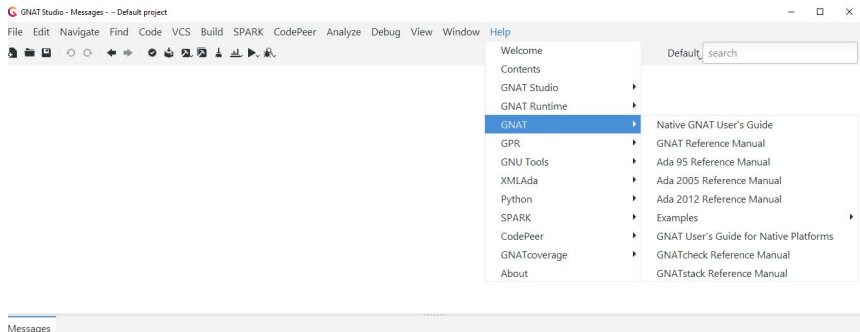 GNAT Studio - Messages - - Default project
File Edit Navigate Find Code VCS Build SPARK CodePeer Analyze Debug View Window Help
Default search
Welcome
Contents
GNAT Studio
GNAT Runtime
GNAT
GPR
GNU Tools
XMLAda
Python
SPARK
CodePeer
GNATcoverage
About
Native GNAT User's Guide
GNAT Reference Manual
Ada 95 Reference Manual
Ada 2005 Reference Manual
Ada 2012 Reference Manual
Examples
GNAT User's Guide for Native Platforms
GNATcheck Reference Manual
GNATstack Reference Manual
Messages